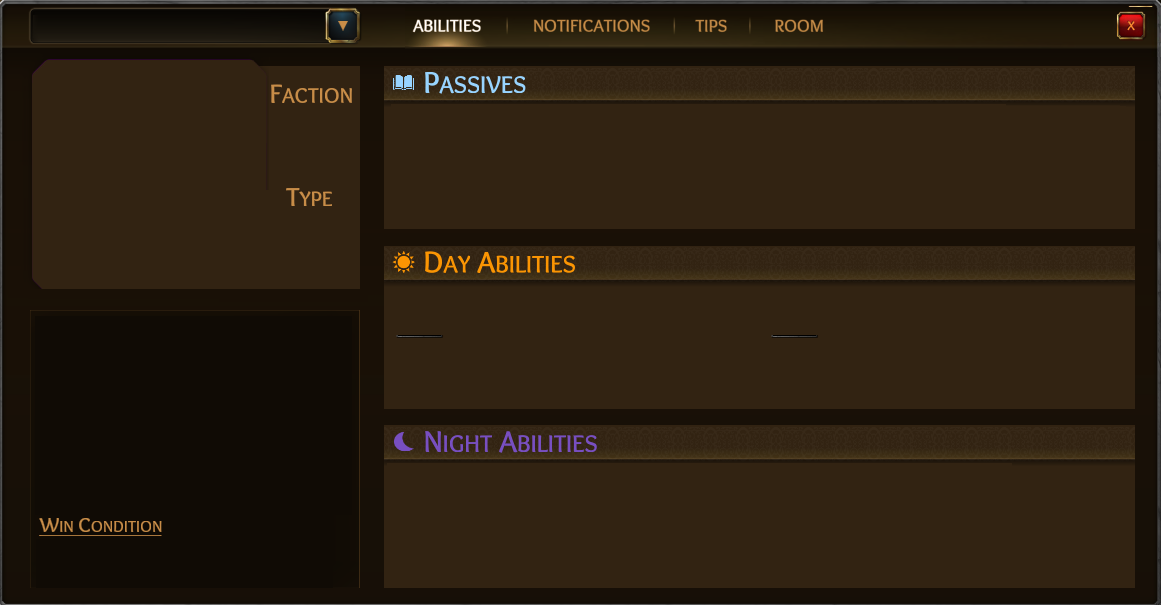 ABILITIES
NOTIFICATIONS
TIPS
ROOM
X
FACTION
TYPE
WIN CONDITION
PASSIVES
DAY ABILITIES
NIGHT ABILITIES